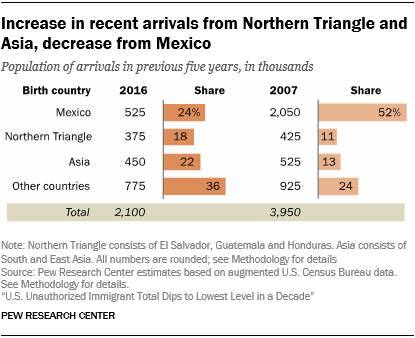 Increase in recent arrivals from Northern Triangle and
Asia, decrease from Mexico
Population of arrivals in previous five years, in thousands
Birth country 2016 Share 2007 Share
Mexico 525 24% 2,050 52%
Northern Triangle 375 18 425 11
Asia 450 22 525 13
Other countries 775 36 925 24
Total 2,100 3,950
Note: Northern Triangle consists of El Salvador, Guatemala and Honduras. Asia consists of
South and East Asia. All numbers are rounded; see Methodology for details
Source: Pew Research Center estimates based on augmented U.S. Census Bureau data.
See Methodology for details.
“U.S. Unauthorized Immigrant Total Dips to Lowest Level in a Decade”
PEW RESEARCH CENTER